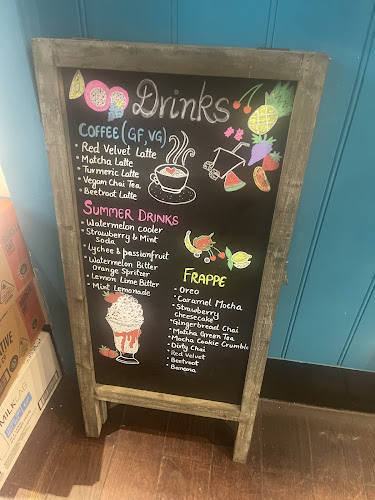 Drinks
COFFEE (GF, VG)
• Red Velvet Latte
• Matcha Latte
• Turmeric Latte
• Vegan Chai Tea
• Beetroot Latte
SUMMER DRINKS
• Watermelon cooler
• Strawberry & Mint
Soda
• Lychee & passionfruit
• Watermelon Bitter
Orange Spritzer
• Lemon Lime Bitter
• Mint Lemonade
FRAPPE
• Oreo
• Caramel Mocha
• Strawberry
cheesecake
• Gingerbread Chai
• Matcha Green Tea
• Mocha Cookie Crumble
• Dirty Chai
• Red Velvet
• Beetroot
• Banana
MILK